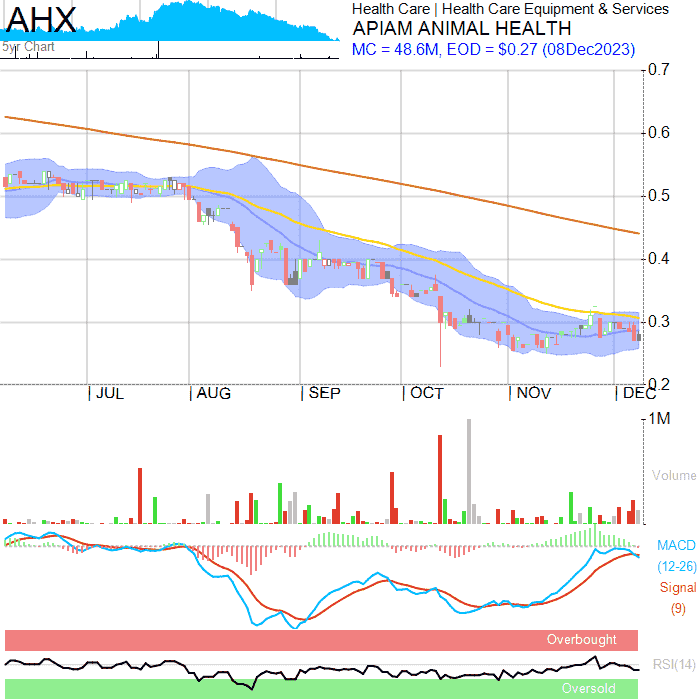 AHX
5yr Chart
Health Care | Health Care Equipment & Services
APIAM ANIMAL HEALTH
MC = 48.6M, EOD = $0.27 (08Dec2023)
0.7
0.6
0.5
0.4
0.3
0.2
| JUL | AUG | SEP | OCT | NOV | DEC
1M
Volume
MACD
(12-26)
Signal
(9)
Overbought
RSI(14)
Oversold